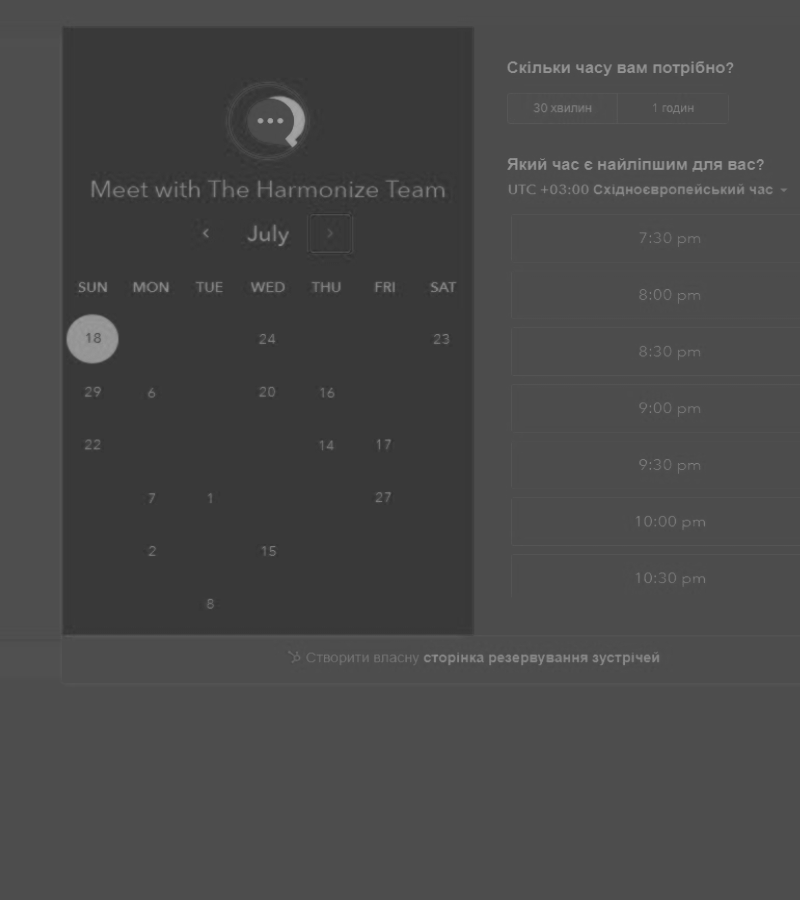 Meet with The Harmonize Team
July
SUN MON TUE WED THU FRI SAT
18 24 23
29 6 20 16
22 14 17
7 1 27
2 15
8
Скільки часу вам потрібно?
30 хвилин 1 годин
Який час є найліпшим для вас?
UTC +03:00 Східноєвропейський час
7:30 pm
8:00 pm
8:30 pm
9:00 pm
9:30 pm
10:00 pm
10:30 pm
Створити власну сторінка резервування зустрічей